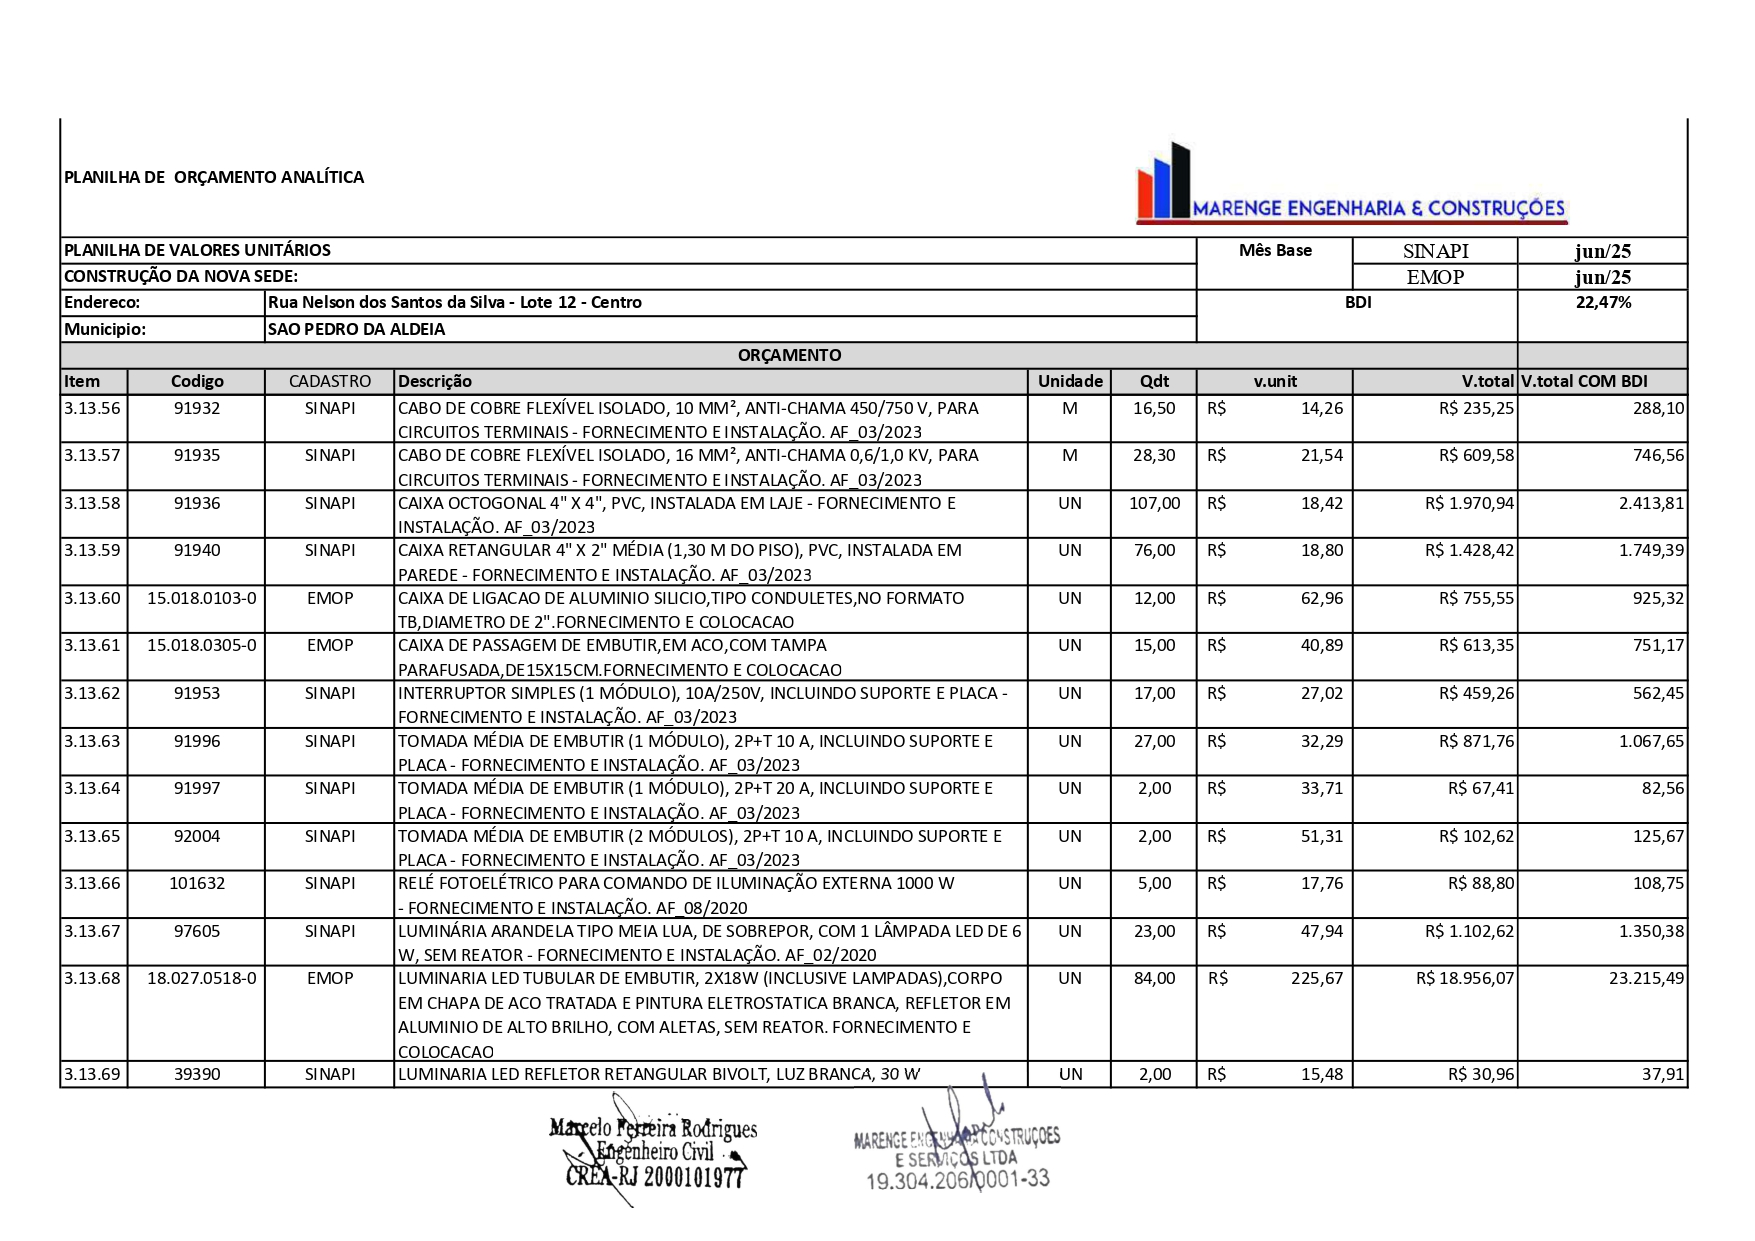 PLANILHA DE ORÇAMENTO ANALÍTICA
MARENGE ENGENHARIA & CONSTRUÇÕES
PLANILHA DE VALORES UNITÁRIOS Mês Base SINAPI jun/25
CONSTRUÇÃO DA NOVA SEDE: EMOP jun/25
Endereco: Rua Nelson dos Santos da Silva - Lote 12 - Centro BDI 22,47%
Municipio: SAO PEDRO DA ALDEIA
ORÇAMENTO
Item Codigo CADASTRO Descrição Unidade Qdt v.unit V.total V.total COM BDI
3.13.56 91932 SINAPI CABO DE COBRE FLEXÍVEL ISOLADO, 10 MM², ANTI-CHAMA 450/750 V, PARA M 16,50 R$ 14,26 R$ 235,25 288,10
CIRCUITOS TERMINAIS - FORNECIMENTO E INSTALAÇÃO. AF_03/2023
3.13.57 91935 SINAPI CABO DE COBRE FLEXÍVEL ISOLADO, 16 MM², ANTI-CHAMA 0,6/1,0 KV, PARA M 28,30 R$ 21,54 R$ 609,58 746,56
CIRCUITOS TERMINAIS - FORNECIMENTO E INSTALAÇÃO. AF_03/2023
3.13.58 91936 SINAPI CAIXA OCTOGONAL 4" X 4", PVC, INSTALADA EM LAJE - FORNECIMENTO E UN 107,00 R$ 18,42 R$ 1.970,94 2.413,81
INSTALAÇÃO. AF_03/2023
3.13.59 91940 SINAPI CAIXA RETANGULAR 4" X 2" MÉDIA (1,30 M DO PISO), PVC, INSTALADA EM UN 76,00 R$ 18,80 R$ 1.428,42 1.749,39
PAREDE - FORNECIMENTO E INSTALAÇÃO. AF_03/2023
3.13.60 15.018.0103-0 EMOP CAIXA DE LIGACAO DE ALUMINIO SILICIO,TIPO CONDULETES,NO FORMATO UN 12,00 R$ 62,96 R$ 755,55 925,32
TB,DIAMETRO DE 2".FORNECIMENTO E COLOCACAO
3.13.61 15.018.0305-0 EMOP CAIXA DE PASSAGEM DE EMBUTIR,EM ACO,COM TAMPA UN 15,00 R$ 40,89 R$ 613,35 751,17
PARAFUSADA,DE15X15CM.FORNECIMENTO E COLOCACAO
3.13.62 91953 SINAPI INTERRUPTOR SIMPLES (1 MÓDULO), 10A/250V, INCLUINDO SUPORTE E PLACA - UN 17,00 R$ 27,02 R$ 459,26 562,45
FORNECIMENTO E INSTALAÇÃO. AF_03/2023
3.13.63 91996 SINAPI TOMADA MÉDIA DE EMBUTIR (1 MÓDULO), 2P+T 10 A, INCLUINDO SUPORTE E UN 27,00 R$ 32,29 R$ 871,76 1.067,65
PLACA - FORNECIMENTO E INSTALAÇÃO. AF_03/2023
3.13.64 91997 SINAPI TOMADA MÉDIA DE EMBUTIR (1 MÓDULO), 2P+T 20 A, INCLUINDO SUPORTE E UN 2,00 R$ 33,71 R$ 67,41 82,56
PLACA - FORNECIMENTO E INSTALAÇÃO. AF_03/2023
3.13.65 92004 SINAPI TOMADA MÉDIA DE EMBUTIR (2 MÓDULOS), 2P+T 10 A, INCLUINDO SUPORTE E UN 2,00 R$ 51,31 R$ 102,62 125,67
PLACA - FORNECIMENTO E INSTALAÇÃO. AF_03/2023
3.13.66 101632 SINAPI RELÉ FOTOELÉTRICO PARA COMANDO DE ILUMINAÇÃO EXTERNA 1000 W UN 5,00 R$ 17,76 R$ 88,80 108,75
- FORNECIMENTO E INSTALAÇÃO. AF_08/2020
3.13.67 97605 SINAPI LUMINÁRIA ARANDELA TIPO MEIA LUA, DE SOBREPOR, COM 1 LÂMPADA LED DE 6 UN 23,00 R$ 47,94 R$ 1.102,62 1.350,38
W, SEM REATOR - FORNECIMENTO E INSTALAÇÃO. AF_02/2020
3.13.68 18.027.0518-0 EMOP LUMINARIA LED TUBULAR DE EMBUTIR, 2X18W (INCLUSIVE LAMPADAS),CORPO UN 84,00 R$ 225,67 R$ 18.956,07 23.215,49
EM CHAPA DE ACO TRATADA E PINTURA ELETROSTATICA BRANCA, REFLETOR EM
ALUMINIO DE ALTO BRILHO, COM ALETAS, SEM REATOR. FORNECIMENTO E
COLOCACAO
3.13.69 39390 SINAPI LUMINARIA LED REFLETOR RETANGULAR BIVOLT, LUZ BRANCA, 30 W UN 2,00 R$ 15,48 R$ 30,96 37,91
Marcelo Ferreira Rodrigues
Engenheiro Civil
CREA-RJ 2000101977
MARENGE ENGENHARIA CONSTRUÇOES
E SERVIÇOS LTDA
19.304.206/0001-33